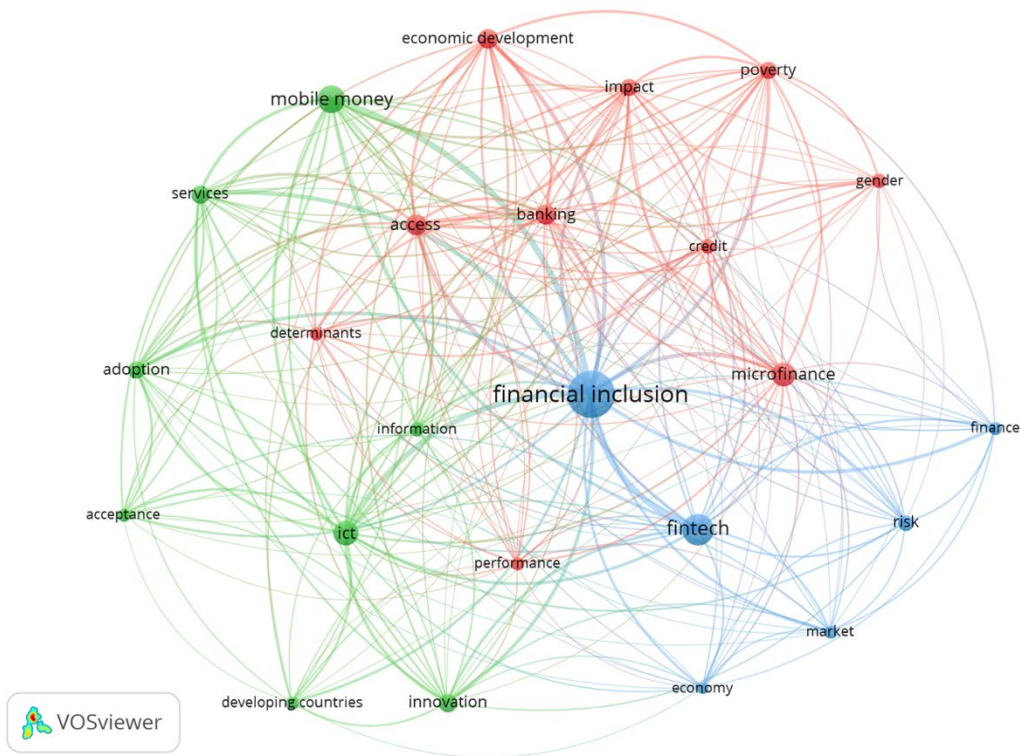 economic development
poverty
impact
mobile money
gender
services
banking
access
credit
determinants
adoption
microfinance
financial inclusion
information
finance
acceptance
risk
fintech
ict
performance
market
economy
developing countries
innovation
VOSviewer